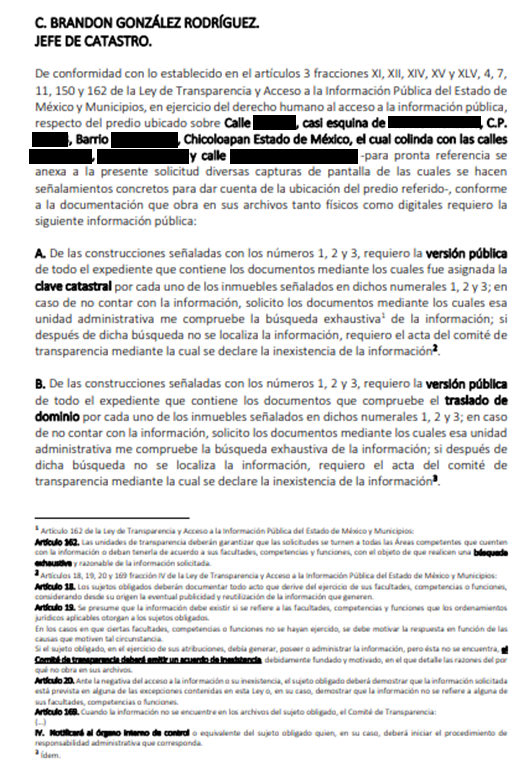 C. BRANDON GONZÁLEZ RODRÍGUEZ.
JEFE DE CATASTRO.
De conformidad con lo establecido en el artículos 3 fracciones XI, XII, XIV, XV y XLV, 4, 7,
11, 150 y 162 de la Ley de Transparencia y Acceso a la Información Pública del Estado de
México y Municipios, en ejercicio del derecho humano al acceso a la información pública,
respecto del predio ubicado sobre Calle , casi esquina de , C.P.
, Barrio , Chicoloapan Estado de México, el cual colinda con las calles
, y calle -para pronta referencia se
anexa a la presente solicitud diversas capturas de pantalla de las cuales se hacen
señalamientos concretos para dar cuenta de la ubicación del predio referido-, conforme
a la documentación que obra en sus archivos tanto físicos como digitales requiero la
siguiente información pública:
A. De las construcciones señaladas con los números 1, 2 y 3, requiero la versión pública
de todo el expediente que contiene los documentos mediante los cuales fue asignada la
clave catastral por cada uno de los inmuebles señalados en dichos numerales 1, 2 y 3; en
caso de no contar con la información, solicito los documentos mediante los cuales esa
unidad administrativa me compruebe la búsqueda exhaustiva¹ de la información; si
después de dicha búsqueda no se localiza la información, requiero el acta del comité de
transparencia mediante la cual se declare la inexistencia de la información².
B. De las construcciones señaladas con los números 1, 2 y 3, requiero la versión pública
de todo el expediente que contiene los documentos que compruebe el traslado de
dominio por cada uno de los inmuebles señalados en dichos numerales 1, 2 y 3; en caso
de no contar con la información, solicito los documentos mediante los cuales esa unidad
administrativa me compruebe la búsqueda exhaustiva de la información; si después de
dicha búsqueda no se localiza la información, requiero el acta del comité de
transparencia mediante la cual se declare la inexistencia de la información³.
¹ Artículo 162 de la Ley de Transparencia y Acceso a la Información Pública del Estado de México y Municipios:
Artículo 162. Las unidades de transparencia deberán garantizar que las solicitudes se turnen a todas las Áreas competentes que cuenten
con la información o deban tenerla de acuerdo a sus facultades, competencias y funciones, con el objeto de que realicen una búsqueda
exhaustiva y razonable de la información solicitada.
² Artículos 18, 19, 20 y 169 fracción IV de la Ley de Transparencia y Acceso a la Información Pública del Estado de México y Municipios:
Artículo 18. Los sujetos obligados deberán documentar todo acto que derive del ejercicio de sus facultades, competencias o funciones,
considerando desde su origen la eventual publicidad y reutilización de la información que generen.
Artículo 19. Se presume que la información debe existir si se refiere a las facultades, competencias y funciones que los ordenamientos
jurídicos aplicables otorgan a los sujetos obligados.
En los casos en que ciertas facultades, competencias o funciones no se hayan ejercido, se debe motivar la respuesta en función de las
causas que motiven tal circunstancia.
Si el sujeto obligado, en el ejercicio de sus atribuciones, debía generar, poseer o administrar la información, pero ésta no se encuentra, el
Comité de transparencia deberá emitir un acuerdo de inexistencia, debidamente fundado y motivado, en el que detalle las razones del por
qué no obra en sus archivos.
Artículo 20. Ante la negativa del acceso a la información o su inexistencia, el sujeto obligado deberá demostrar que la información solicitada
está prevista en alguna de las excepciones contenidas en esta Ley o, en su caso, demostrar que la información no se refiere a alguna de
sus facultades, competencias o funciones.
Artículo 169. Cuando la información no se encuentre en los archivos del sujeto obligado, el Comité de Transparencia:
(...)
IV. Notificará al órgano interno de control o equivalente del sujeto obligado quien, en su caso, deberá iniciar el procedimiento de
responsabilidad administrativa que corresponda.
³ Ídem.